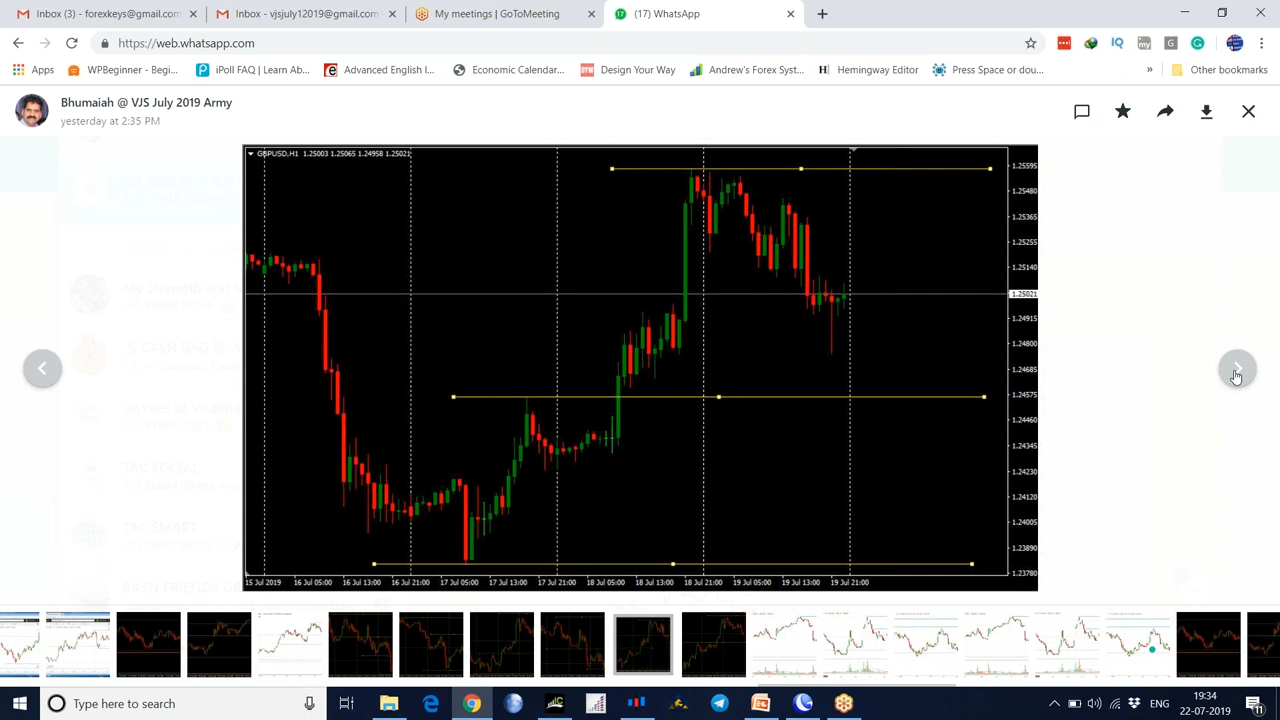 Inbox (3) - forekeys@gmail.com
Inbox (4) - vjsjuly2019@gmail.com
My meetings | GoToMeeting
(17) WhatsApp
https://web.whatsapp.com
Apps
WPBeginner - Begi...
iPoll FAQ | Learn Ab...
Advanced English I...
Economic Calendar...
Design Your Way
Andrew's Forex Syst...
Hemingway Editor
Press Space or dou...
Other bookmarks
Bhumaiah @ VJS July 2019 Army
yesterday at 2:35 PM
GBPUSD,H1 1.25003 1.25065 1.24958 1.25021
1.25595
1.25480
1.25365
1.25255
1.25140
1.25021
1.24915
1.24800
1.24685
1.24575
1.24460
1.24345
1.24230
1.24120
1.24005
1.23890
1.23780
15 Jul 2019
16 Jul 05:00
16 Jul 13:00
16 Jul 21:00
17 Jul 05:00
17 Jul 13:00
17 Jul 21:00
18 Jul 05:00
18 Jul 13:00
18 Jul 21:00
19 Jul 05:00
19 Jul 13:00
19 Jul 21:00
TAC SOCIAL
TAC SMART
Type here to search
ENG
19:34
22-07-2019